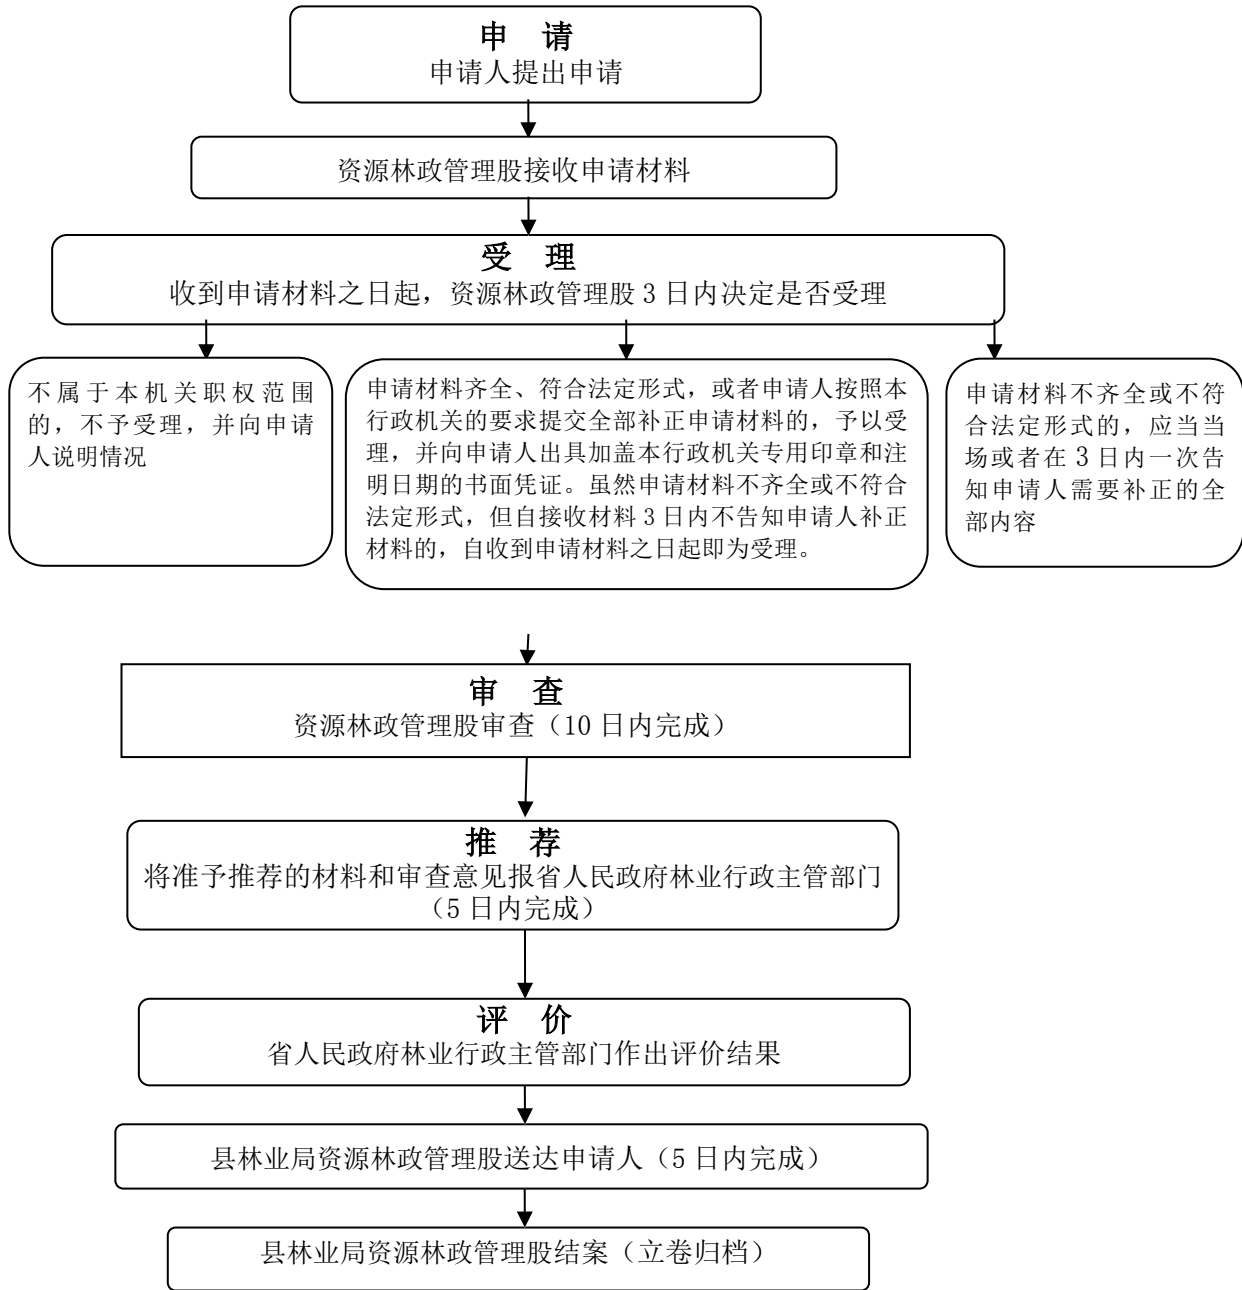 申　请
申请人提出申请
资源林政管理股接收申请材料
受　理
收到申请材料之日起，资源林政管理股 3 日内决定是否受理
不属于本机关职权范围
的，不予受理，并向申请
人说明情况
申请材料齐全、符合法定形式，或者申请人按照本
行政机关的要求提交全部补正申请材料的，予以受
理，并向申请人出具加盖本行政机关专用印章和注
明日期的书面凭证。虽然申请材料不齐全或不符合
法定形式，但自接收材料 3 日内不告知申请人补正
材料的，自收到申请材料之日起即为受理。
申请材料不齐全或不符
合法定形式的，应当当
场或者在 3 日内一次告
知申请人需要补正的全
部内容
审　查
资源林政管理股审查（10 日内完成）
推　荐
将准予推荐的材料和审查意见报省人民政府林业行政主管部门
（5 日内完成）
评　价
省人民政府林业行政主管部门作出评价结果
县林业局资源林政管理股送达申请人（5 日内完成）
县林业局资源林政管理股结案（立卷归档）